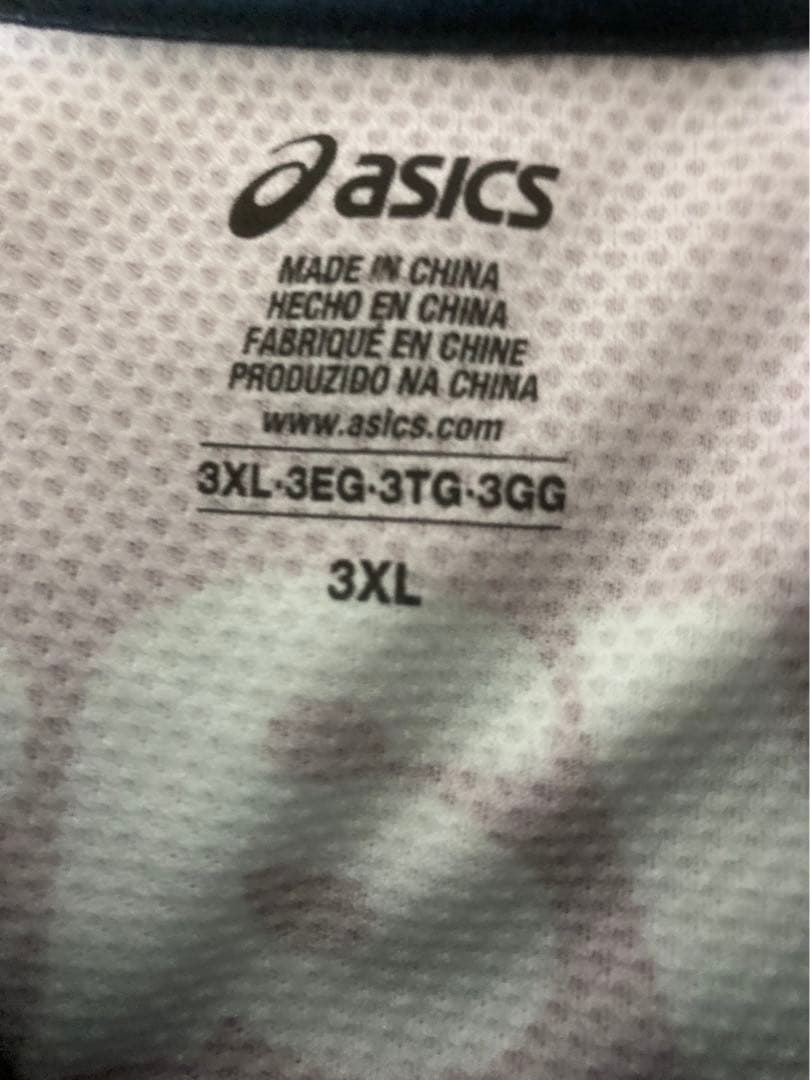 asics
MADE IN CHINA
HECHO EN CHINA
FABRIQUÉ EN CHINE
PRODUZIDO NA CHINA
www.asics.com
3XL·3EG·3TG·3GG
3XL